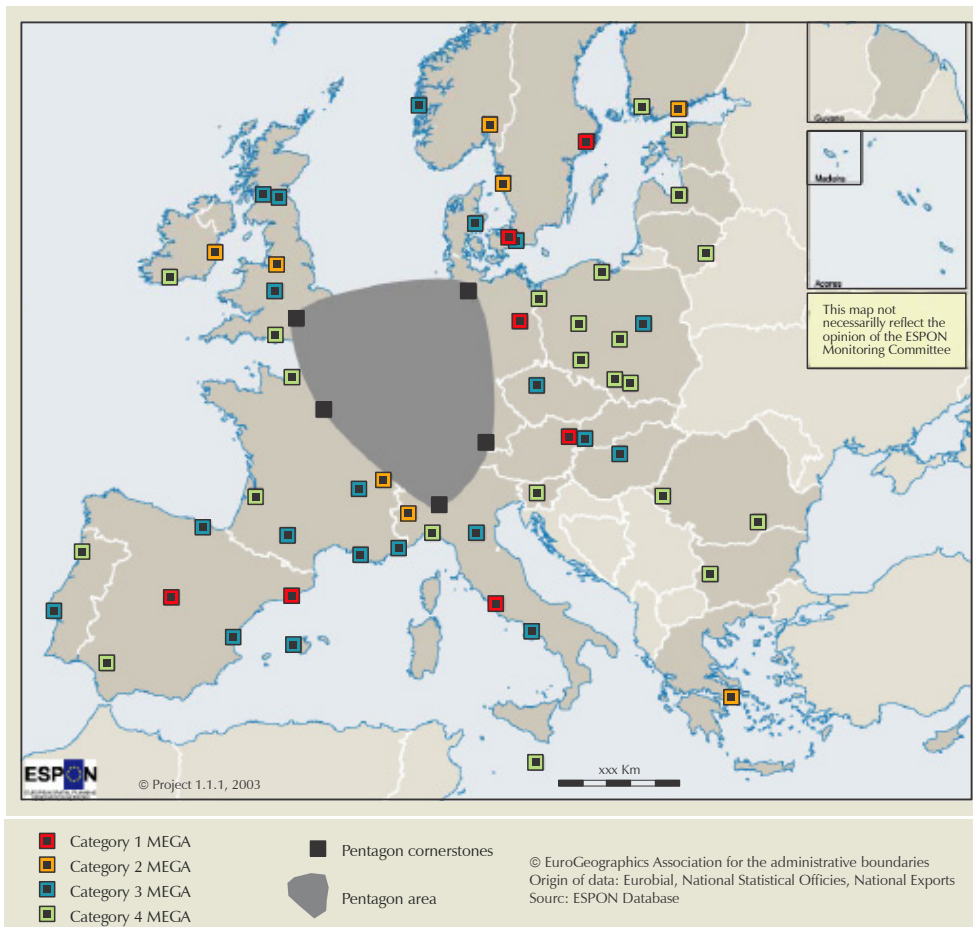 Guyana
Madeira
Acores
This map not
necessarily reflect the
opinion of the ESPON
Monitoring Committee
xxx Km
ESPON
© Project 1.1.1, 2003
Category 1 MEGA
Category 2 MEGA
Category 3 MEGA
Category 4 MEGA
Pentagon cornerstones
Pentagon area
© EuroGeographics Association for the administrative boundaries
Origin of data: Eurobial, National Statistical Officies, National Exports
Sourc: ESPON Database